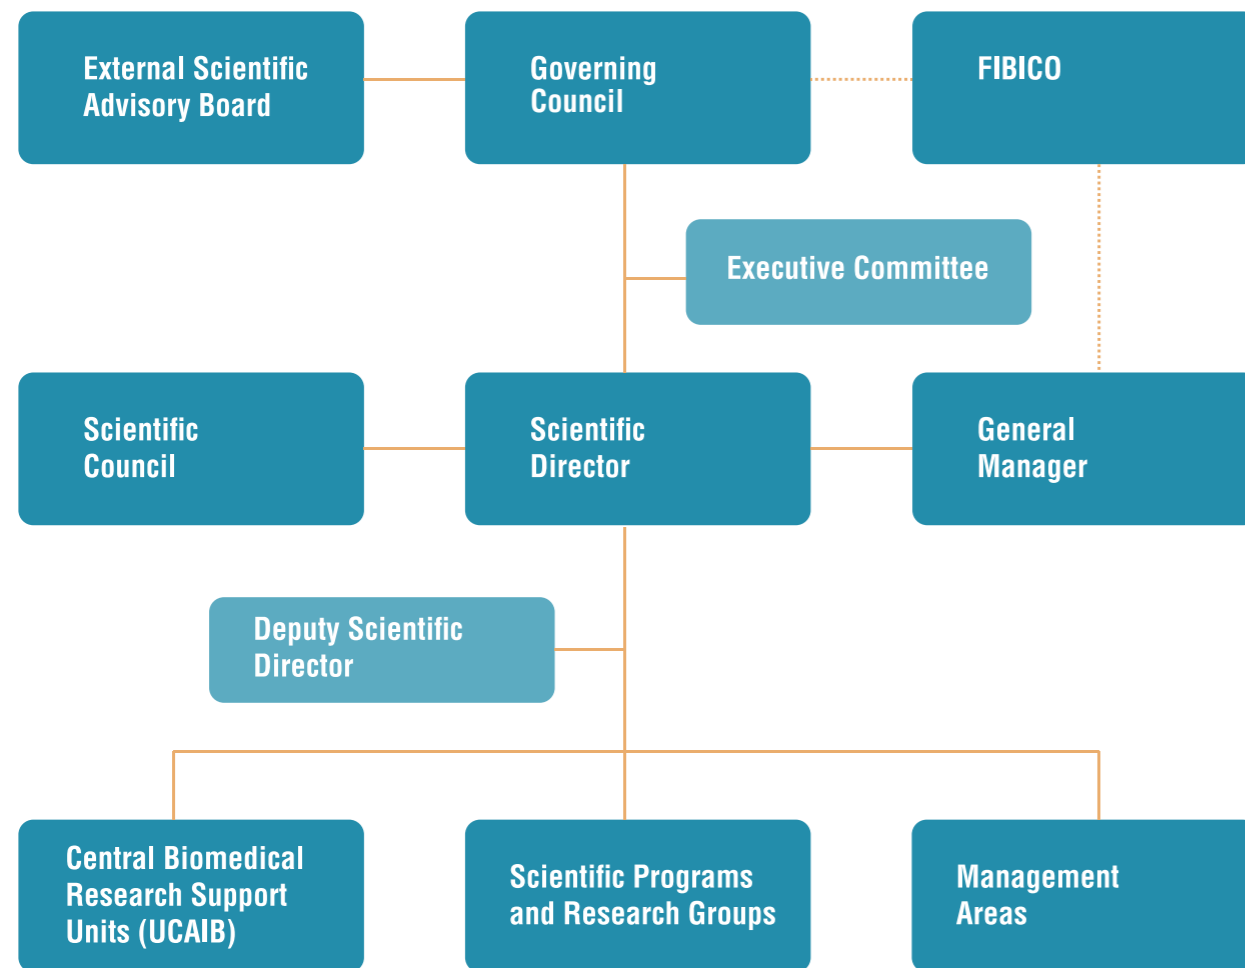 External Scientific
Advisory Board
Governing
Council
FIBICO
Executive Committee
Scientific
Council
Scientific
Director
General
Manager
Deputy Scientific
Director
Central Biomedical
Research Support
Units (UCAIB)
Scientific Programs
and Research Groups
Management
Areas